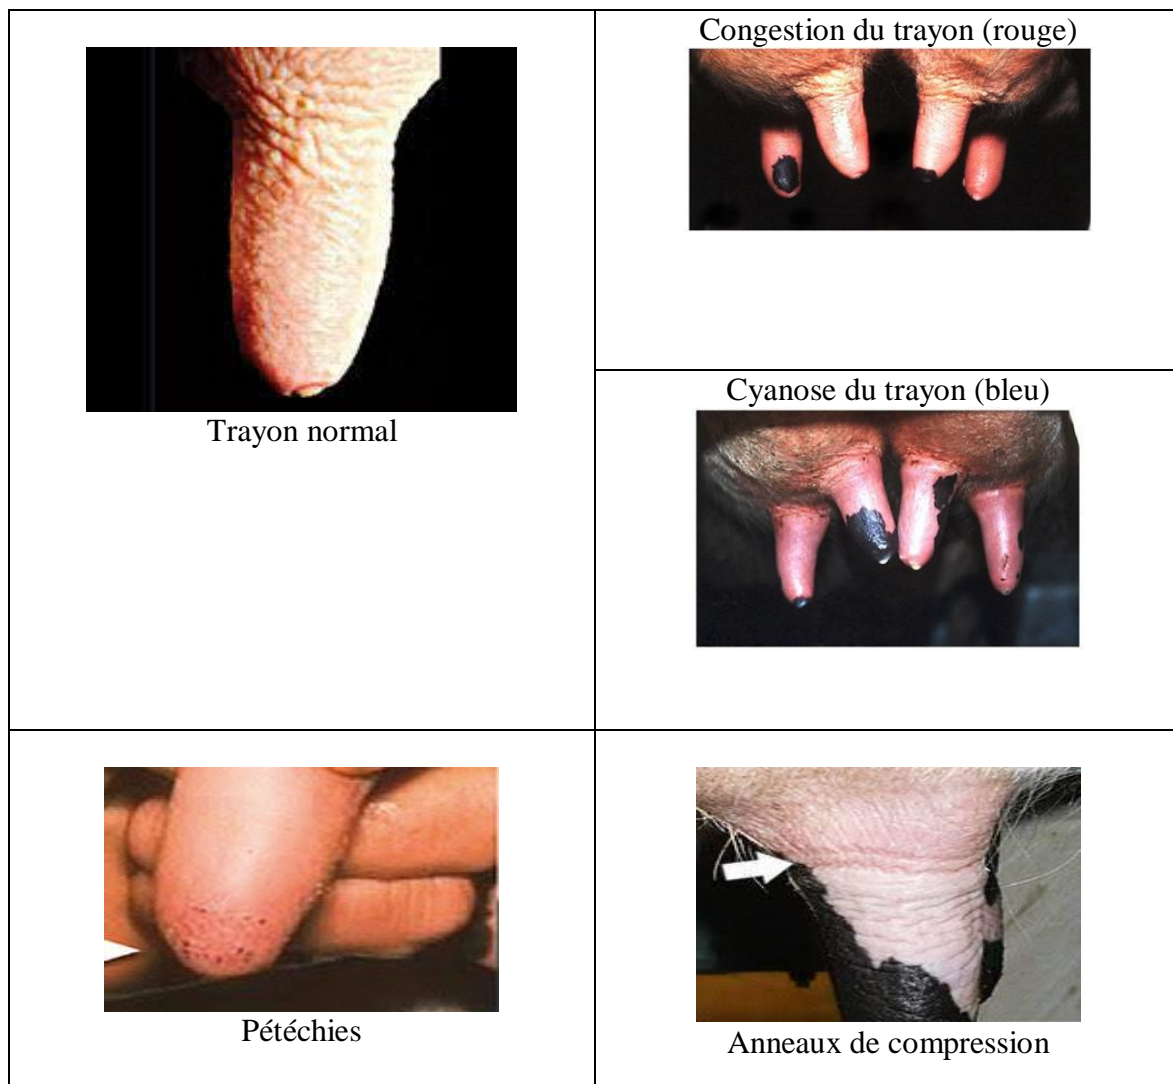 Congestion du trayon (rouge)
Trayon normal
Cyanose du trayon (bleu)
Pétéchies
Anneaux de compression